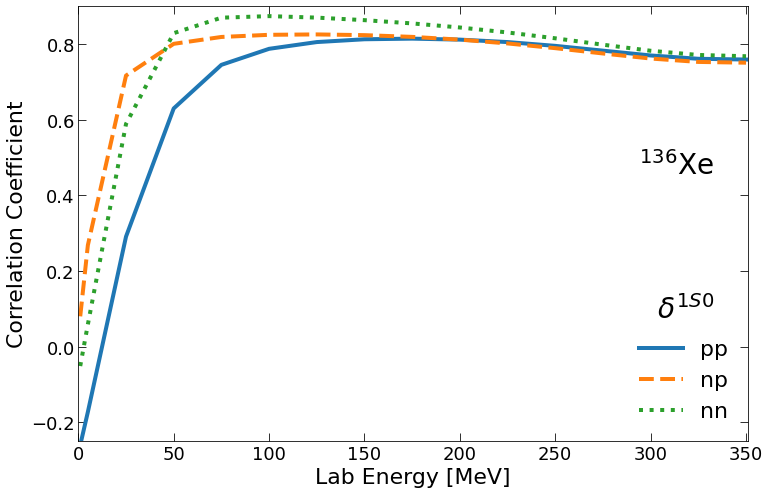 Correlation Coefficient
0.8
0.6
0.4
0.2
0.0
−0.2
¹³⁶Xe
δ¹ˢ⁰
pp
np
nn
0 50 100 150 200 250 300 350
Lab Energy [MeV]